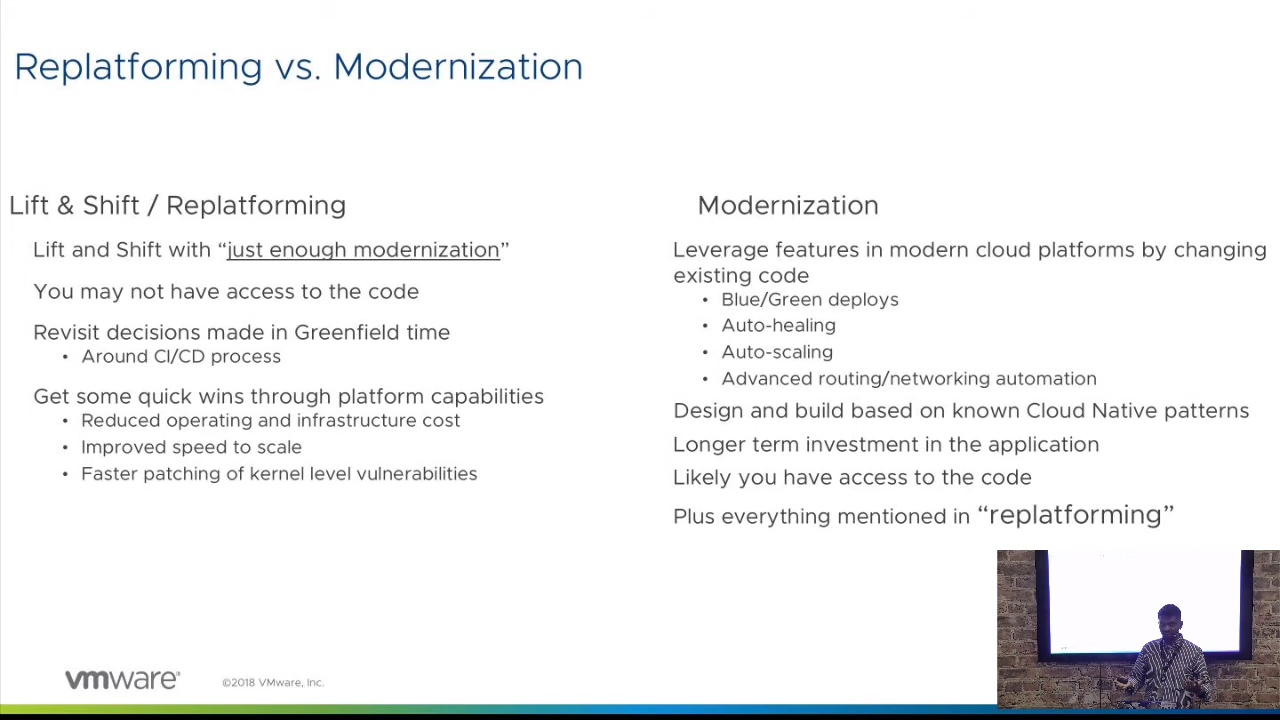 Replatforming vs. Modernization
Lift & Shift / Replatforming
Lift and Shift with “just enough modernization”
You may not have access to the code
Revisit decisions made in Greenfield time
• Around CI/CD process
Get some quick wins through platform capabilities
• Reduced operating and infrastructure cost
• Improved speed to scale
• Faster patching of kernel level vulnerabilities
Modernization
Leverage features in modern cloud platforms by changing
existing code
• Blue/Green deploys
• Auto-healing
• Auto-scaling
• Advanced routing/networking automation
Design and build based on known Cloud Native patterns
Longer term investment in the application
Likely you have access to the code
Plus everything mentioned in “replatforming”
vmware®
©2018 VMware, Inc.